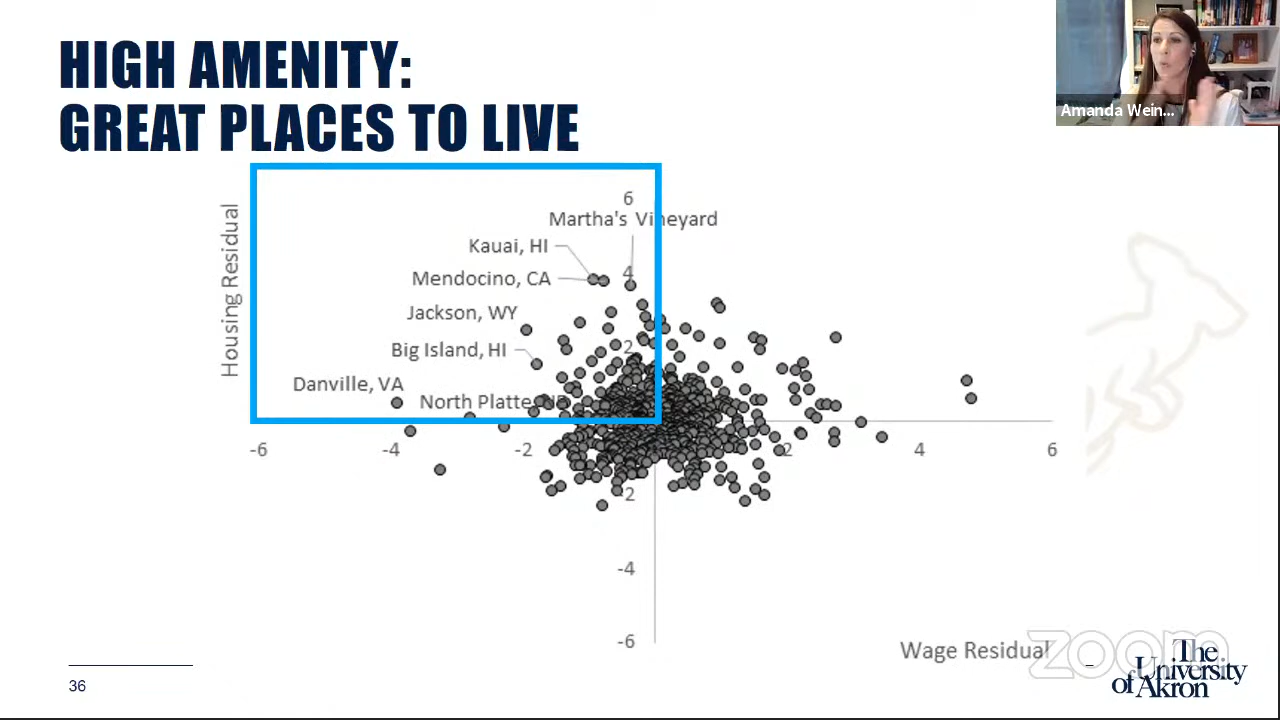 HIGH AMENITY:
GREAT PLACES TO LIVE
Amanda Wein...
Housing Residual
6
Martha's Vineyard
Kauai, HI
4
Mendocino, CA
Jackson, WY
2
Big Island, HI
Danville, VA
North Platte,
-6
-4
-2
2
4
6
-2
-4
-6
Wage Residual
zoom
The
University
of Akron
36